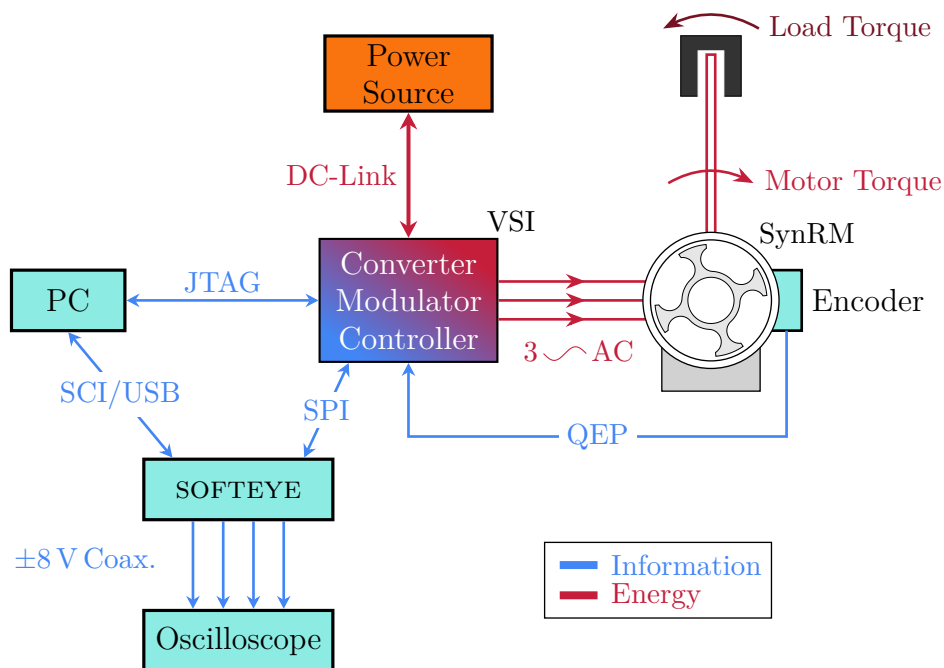 Load Torque
Power
Source
DC-Link
Motor Torque
VSI
SynRM
Converter
Modulator
Controller
PC
JTAG
Encoder
3 AC
SCI/USB
SPI
QEP
SOFTEYE
±8 V Coax.
Information
Energy
Oscilloscope